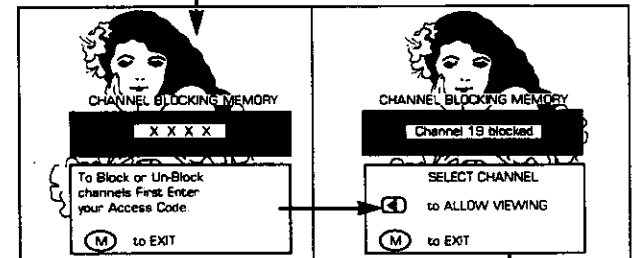 CHANNEL BLOCKING MEMORY
X X X X
To Block or Un-Block
channels First Enter
your Access Code.
M to EXIT
CHANNEL BLOCKING MEMORY
Channel 19 blocked
SELECT CHANNEL
to ALLOW VIEWING
M to EXIT